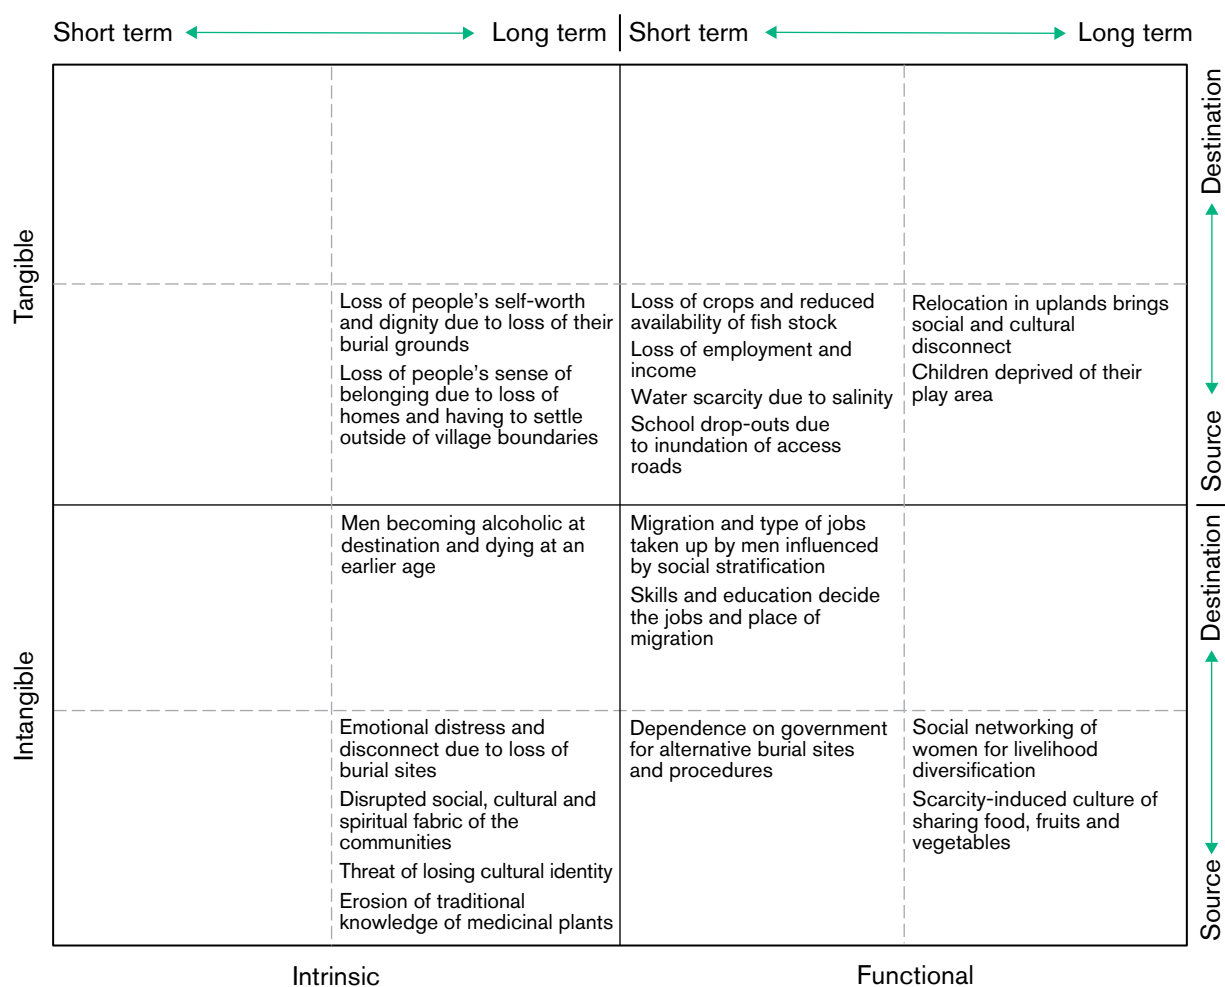 Short term
Long term
Short term
Long term
Destination
Source
Tangible
Loss of people's self-worth
and dignity due to loss of their
burial grounds
Loss of people's sense of
belonging due to loss of
homes and having to settle
outside of village boundaries
Loss of crops and reduced
availability of fish stock
Loss of employment and
income
Water scarcity due to salinity
School drop-outs due
to inundation of access
roads
Relocation in uplands brings
social and cultural
disconnect
Children deprived of their
play area
Destination
Source
Intangible
Men becoming alcoholic at
destination and dying at an
earlier age
Migration and type of jobs
taken up by men influenced
by social stratification
Skills and education decide
the jobs and place of
migration
Emotional distress and
disconnect due to loss of
burial sites
Disrupted social, cultural and
spiritual fabric of the
communities
Threat of losing cultural identity
Erosion of traditional
knowledge of medicinal plants
Dependence on government
for alternative burial sites
and procedures
Social networking of
women for livelihood
diversification
Scarcity-induced culture of
sharing food, fruits and
vegetables
Intrinsic
Functional